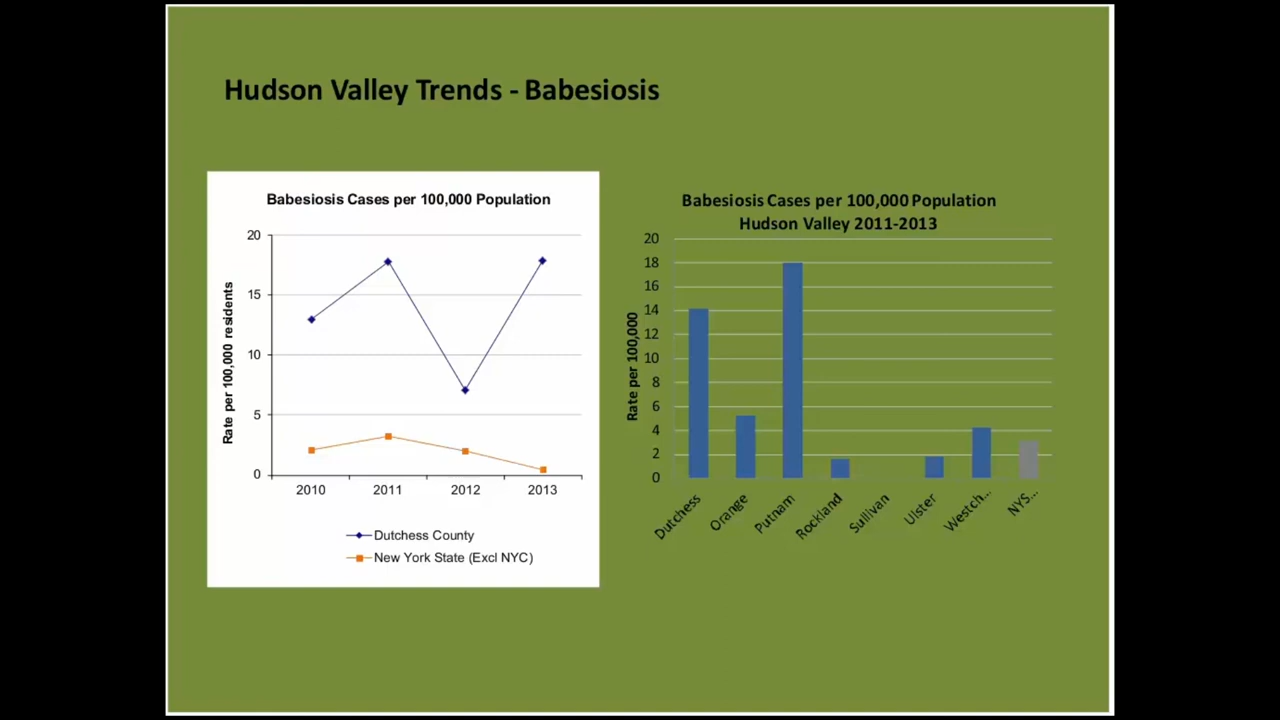 Hudson Valley Trends - Babesiosis
Babesiosis Cases per 100,000 Population
Rate per 100,000 residents
20
15
10
5
0
2010 2011 2012 2013
Dutchess County
New York State (Excl NYC)
Babesiosis Cases per 100,000 Population
Hudson Valley 2011-2013
Rate per 100,000
20
18
16
14
12
10
8
6
4
2
0
Dutchess Orange Putnam Rockland Sullivan Ulster Westch... NYS...